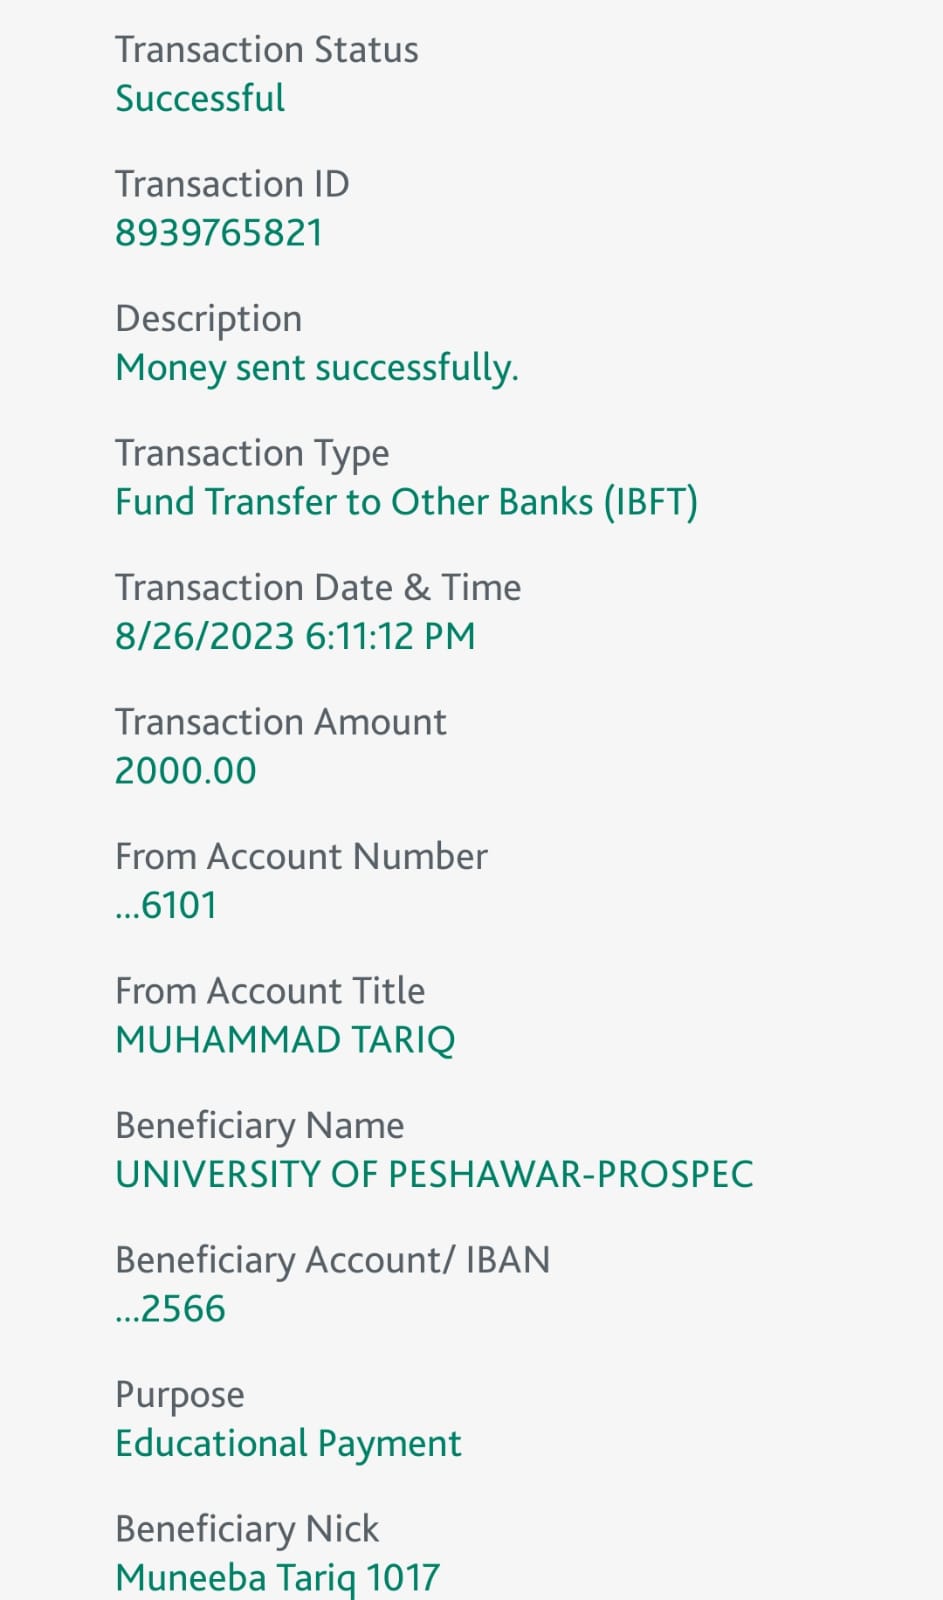 Transaction Status
Successful
Transaction ID
8939765821
Description
Money sent successfully.
Transaction Type
Fund Transfer to Other Banks (IBFT)
Transaction Date & Time
8/26/2023 6:11:12 PM
Transaction Amount
2000.00
From Account Number
...6101
From Account Title
MUHAMMAD TARIQ
Beneficiary Name
UNIVERSITY OF PESHAWAR-PROSPEC
Beneficiary Account/ IBAN
...2566
Purpose
Educational Payment
Beneficiary Nick
Muneeba Tariq 1017